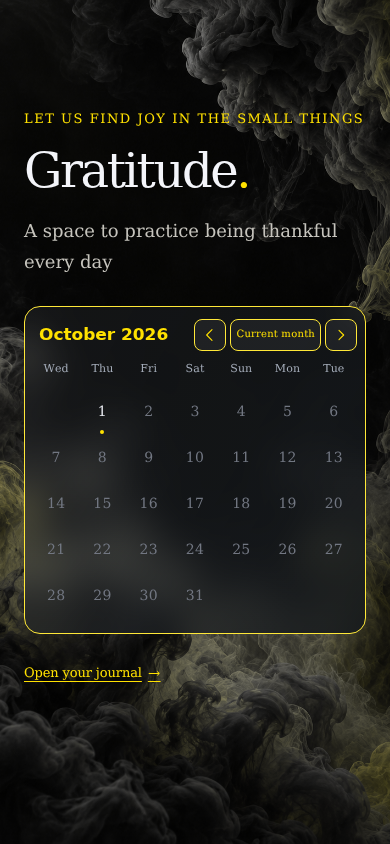 LET US FIND JOY IN THE SMALL THINGS
Gratitude.
A space to practice being thankful
every day
October 2026
Current month
Wed Thu Fri Sat Sun Mon Tue
1 2 3 4 5 6
7 8 9 10 11 12 13
14 15 16 17 18 19 20
21 22 23 24 25 26 27
28 29 30 31
Open your journal →